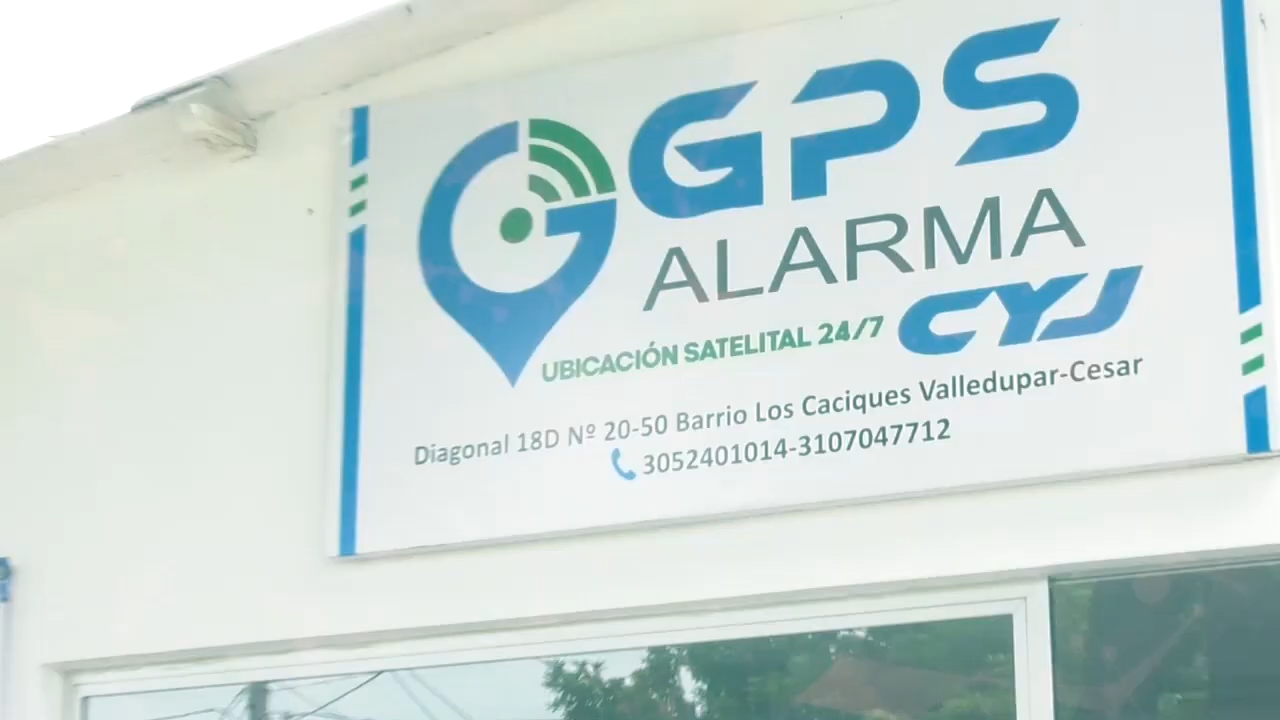 GPS
ALARMA
CYJ
UBICACIÓN SATELITAL 24/7
Diagonal 18D Nº 20-50 Barrio Los Caciques Valledupar-Cesar
3052401014-3107047712